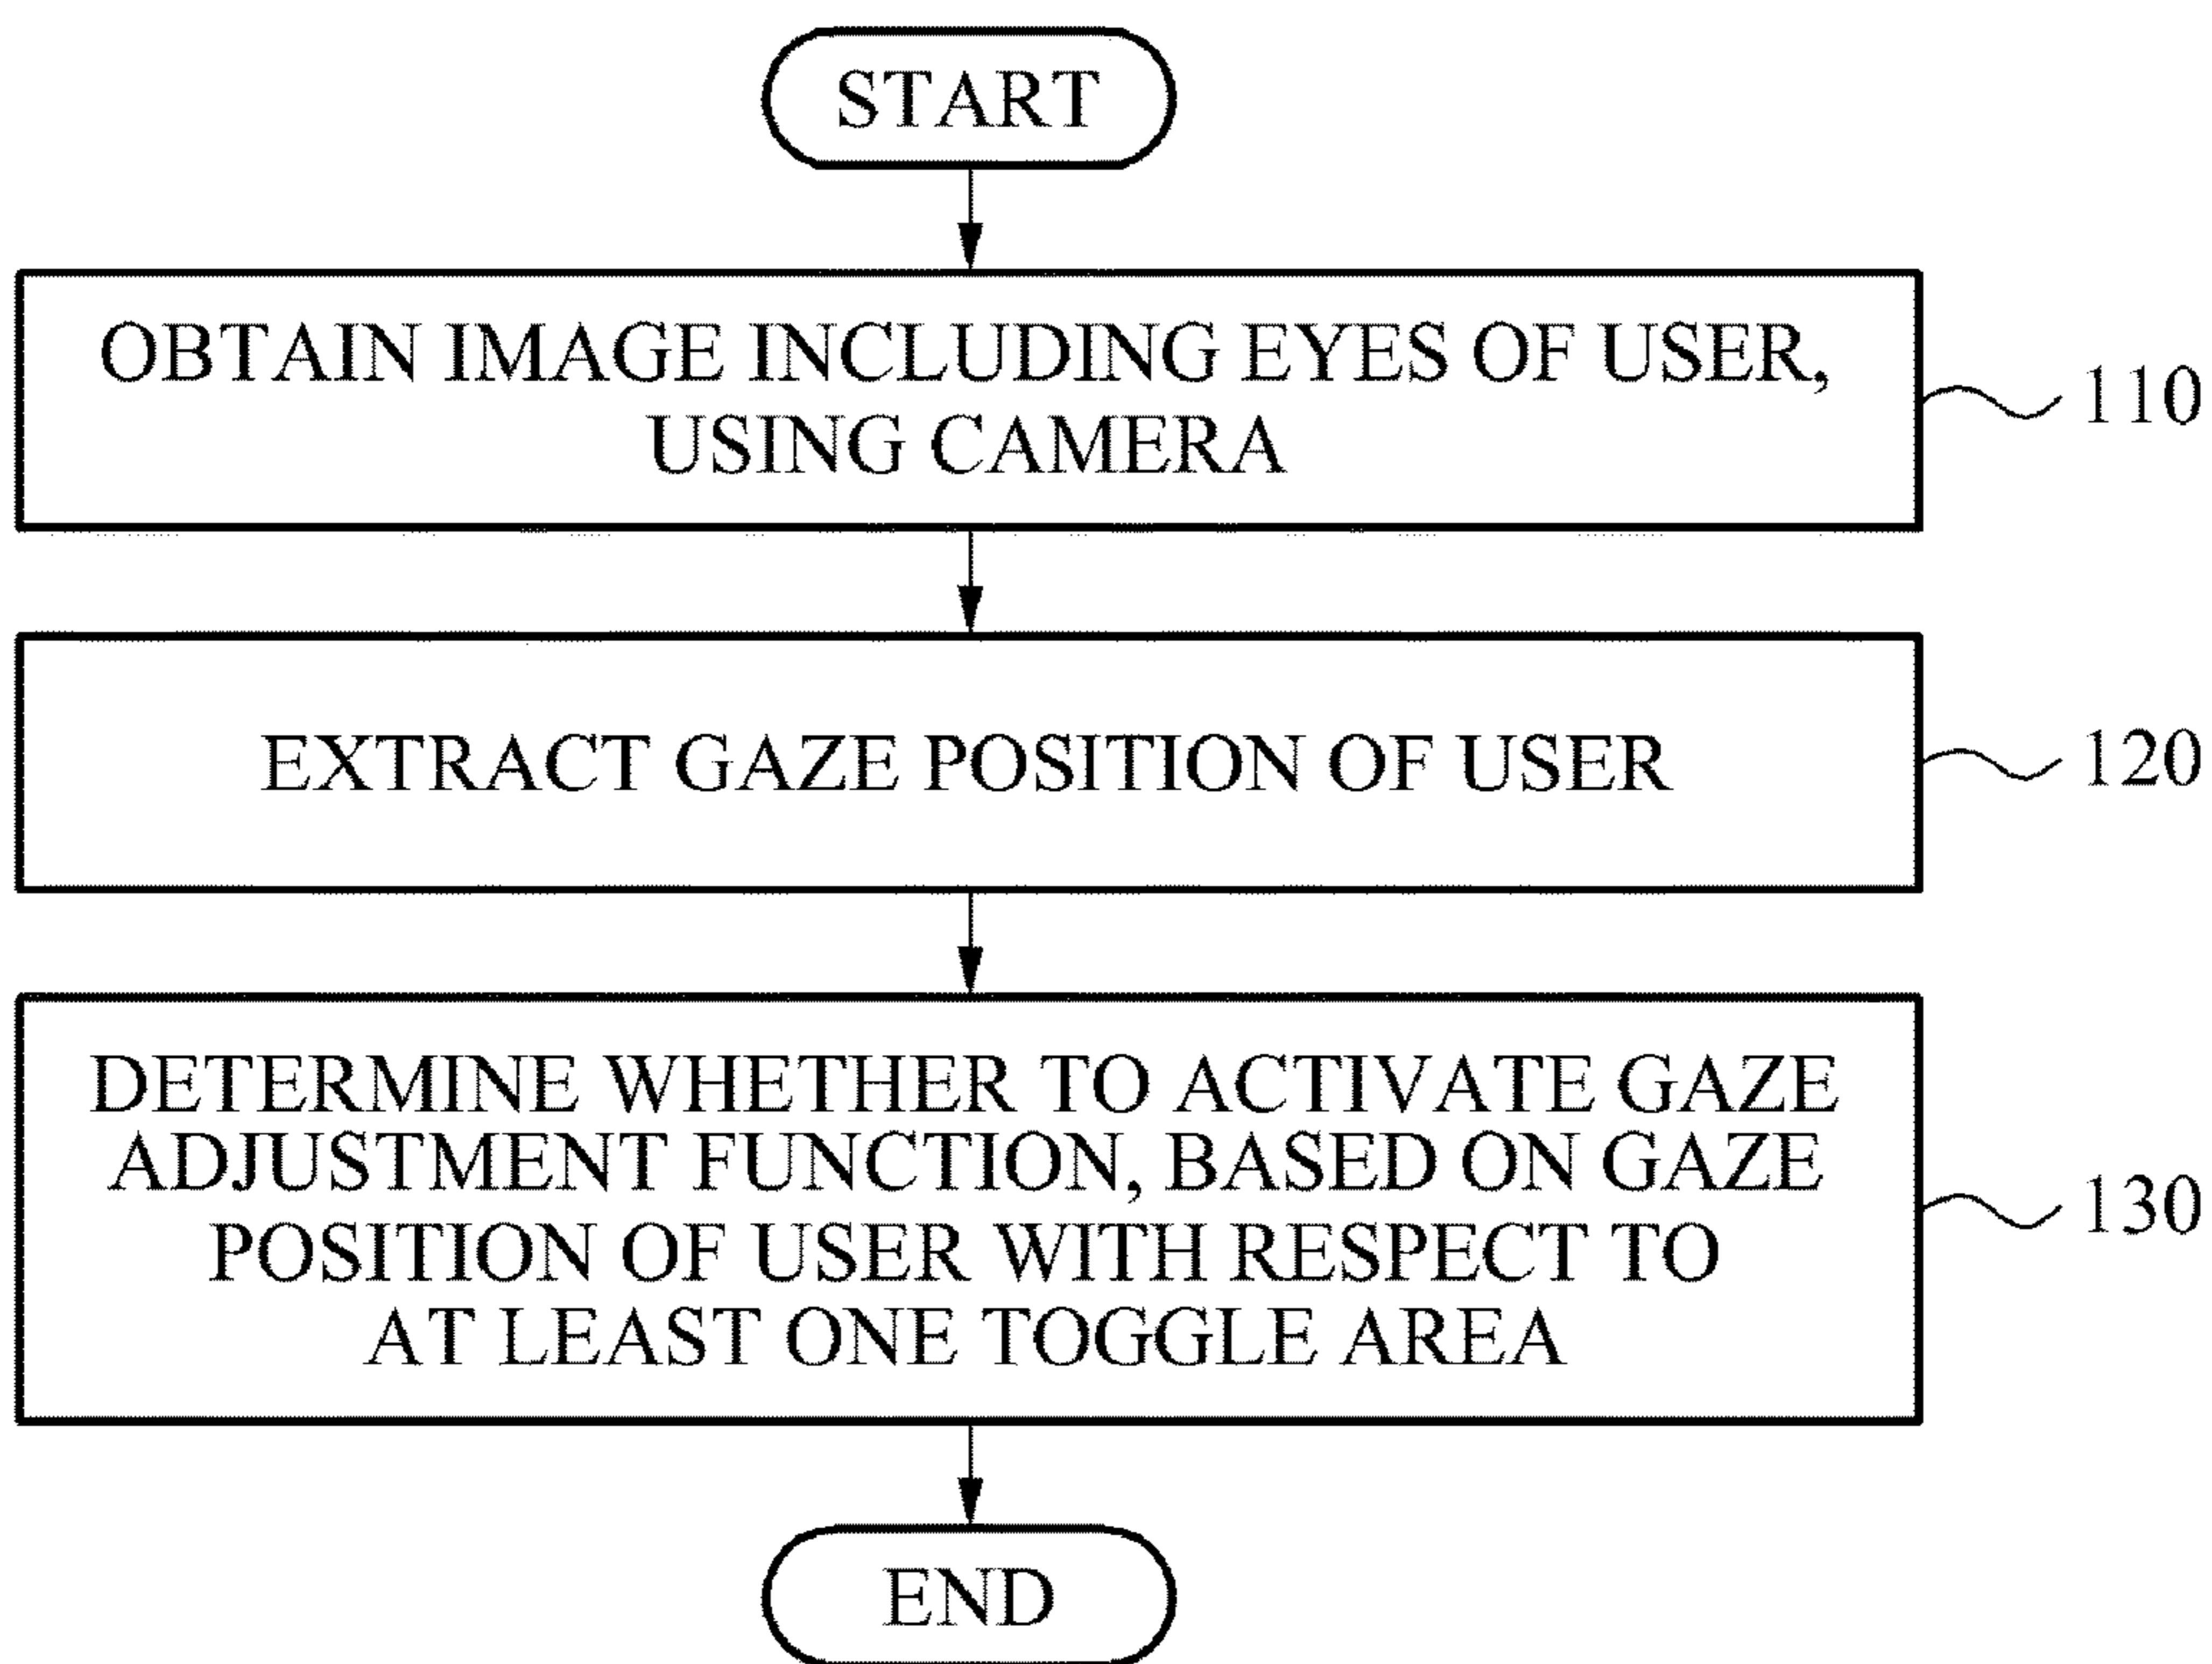 START
OBTAIN IMAGE INCLUDING EYES OF USER,
USING CAMERA
110
EXTRACT GAZE POSITION OF USER
120
DETERMINE WHETHER TO ACTIVATE GAZE
ADJUSTMENT FUNCTION, BASED ON GAZE
POSITION OF USER WITH RESPECT TO
AT LEAST ONE TOGGLE AREA
130
END